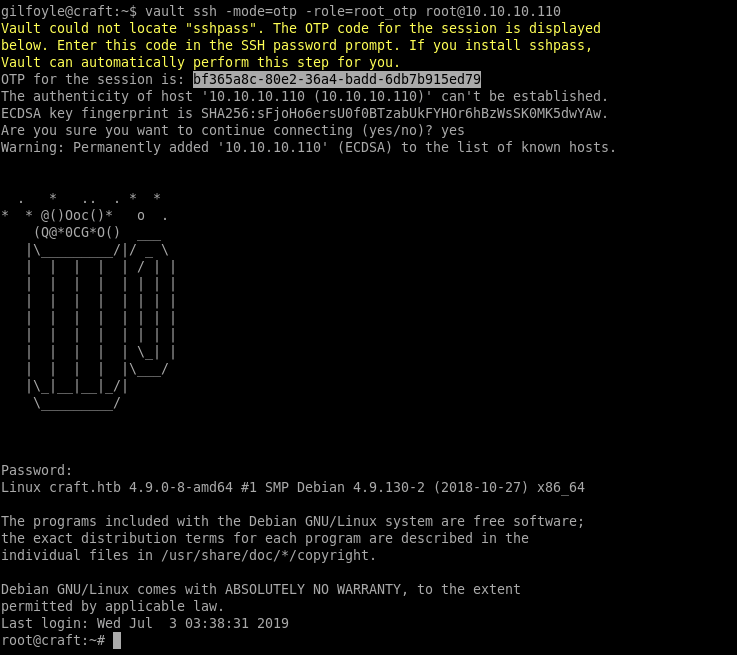 gilfoyle@craft:~$ vault ssh -mode=otp -role=root_otp root@10.10.10.110
Vault could not locate "sshpass". The OTP code for the session is displayed
below. Enter this code in the SSH password prompt. If you install sshpass,
Vault can automatically perform this step for you.
OTP for the session is: bf365a8c-80e2-36a4-badd-6db7b915ed79
The authenticity of host '10.10.10.110 (10.10.10.110)' can't be established.
ECDSA key fingerprint is SHA256:sFjoHo6ersU0f0BTzabUkFYHOr6hBzWsSK0MK5dwYAw.
Are you sure you want to continue connecting (yes/no)? yes
Warning: Permanently added '10.10.10.110' (ECDSA) to the list of known hosts.


  .   *   ..  . *  *
*  * @()Ooc()*   o  .
    (Q@*0CG*O()  ___
   |\_________/|/ _ \
   |  |  |  |  | / | |
   |  |  |  |  | | | |
   |  |  |  |  | | | |
   |  |  |  |  | | | |
   |  |  |  |  | | | |
   |  |  |  |  | \_| |
   |  |  |  |  |\___/
   |\_|__|__|_/|
    \_________/



Password:
Linux craft.htb 4.9.0-8-amd64 #1 SMP Debian 4.9.130-2 (2018-10-27) x86_64

The programs included with the Debian GNU/Linux system are free software;
the exact distribution terms for each program are described in the
individual files in /usr/share/doc/*/copyright.

Debian GNU/Linux comes with ABSOLUTELY NO WARRANTY, to the extent
permitted by applicable law.
Last login: Wed Jul  3 03:38:31 2019
root@craft:~#